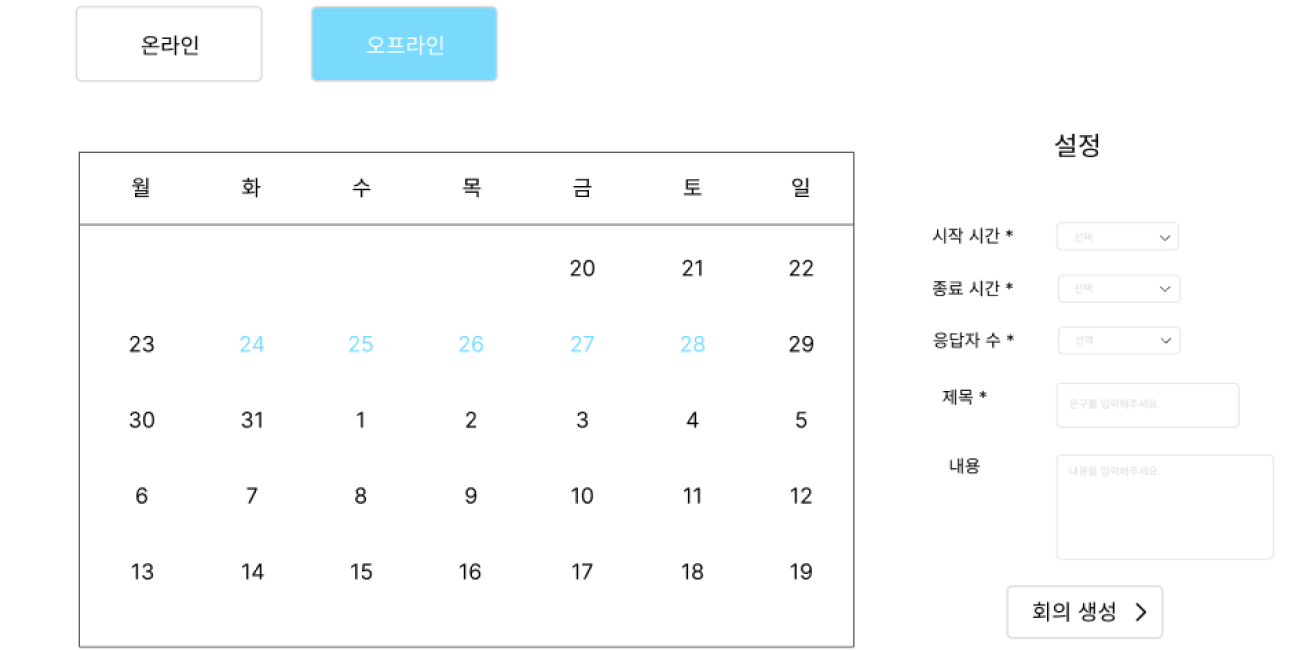 온라인 오프라인
설정
월 화 수 목 금 토 일
20 21 22
23 24 25 26 27 28 29
30 31 1 2 3 4 5
6 7 8 9 10 11 12
13 14 15 16 17 18 19
시작 시간 * 선택
종료 시간 * 선택
응답자 수 * 선택
제목 * 문구를 입력해주세요.
내용 내용을 입력해주세요.
회의 생성 >